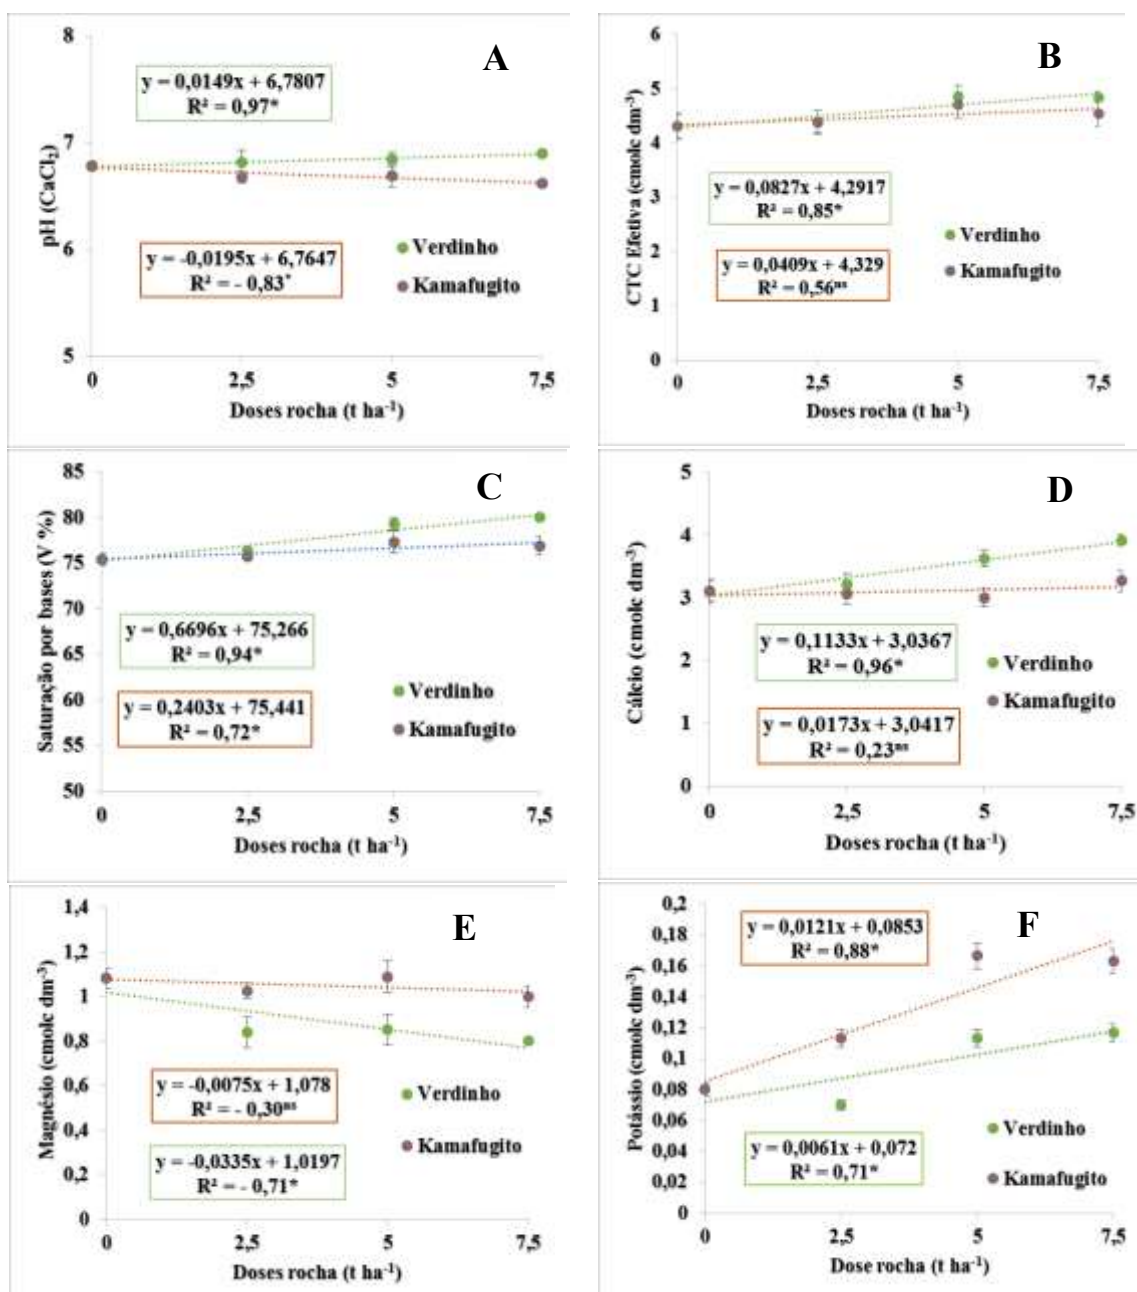 A
8
7
6
5
pH (CaCl₂)
y = 0,0149x + 6,7807
R² = 0,97*
y = -0,0195x + 6,7647
R² = - 0,83*
Verdinho
Kamafugito
0
2,5
5
7,5
Doses rocha (t ha⁻¹)
B
6
5
4
3
2
1
0
CTC Efetiva (cmolc dm⁻³)
y = 0,0827x + 4,2917
R² = 0,85*
y = 0,0409x + 4,329
R² = 0,56ⁿˢ
Verdinho
Kamafugito
0
2,5
5
7,5
Doses rocha (t ha⁻¹)
C
85
80
75
70
65
60
55
50
Saturação por bases (V %)
y = 0,6696x + 75,266
R² = 0,94*
y = 0,2403x + 75,441
R² = 0,72*
Verdinho
Kamafugito
0
2,5
5
7,5
Doses rocha (t ha⁻¹)
D
5
4
3
2
1
0
Cálcio (cmolc dm⁻³)
y = 0,1133x + 3,0367
R² = 0,96*
y = 0,0173x + 3,0417
R² = 0,23ⁿˢ
Verdinho
Kamafugito
0
2,5
5
7,5
Doses rocha (t ha⁻¹)
E
1,4
1,2
1
0,8
0,6
0,4
0,2
0
Magnésio (cmolc dm⁻³)
y = -0,0075x + 1,078
R² = - 0,30ⁿˢ
y = -0,0335x + 1,0197
R² = - 0,71*
Verdinho
Kamafugito
0
2,5
5
7,5
Doses rocha (t ha⁻¹)
F
0,2
0,18
0,16
0,14
0,12
0,1
0,08
0,06
0,04
0,02
0
Potássio (cmolc dm⁻³)
y = 0,0121x + 0,0853
R² = 0,88*
y = 0,0061x + 0,072
R² = 0,71*
Verdinho
Kamafugito
0
2,5
5
7,5
Dose rocha (t ha⁻¹)